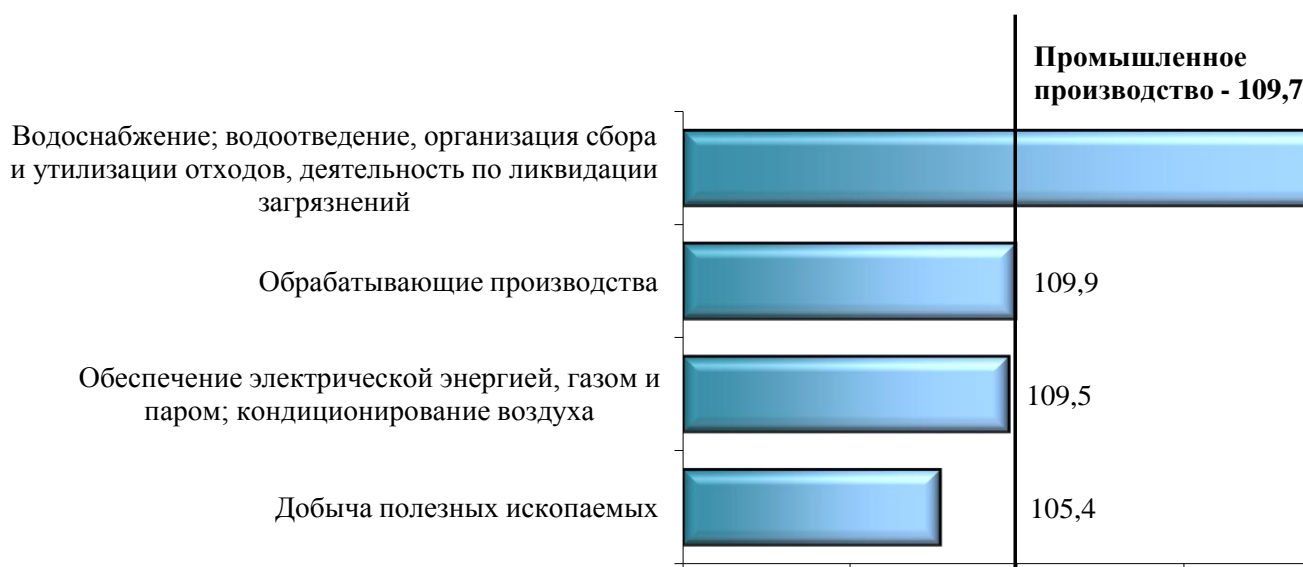 Промышленное
производство - 109,7
Водоснабжение; водоотведение, организация сбора
и утилизации отходов, деятельность по ликвидации
загрязнений
Обрабатывающие производства
109,9
Обеспечение электрической энергией, газом и
паром; кондиционирование воздуха
109,5
Добыча полезных ископаемых
105,4